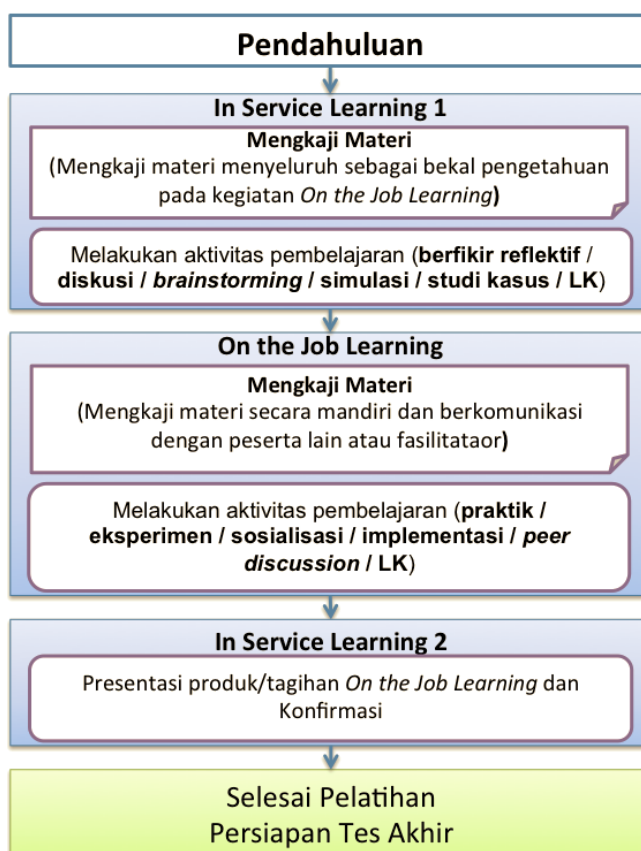 Pendahuluan
In Service Learning 1
Mengkaji Materi
(Mengkaji materi menyeluruh sebagai bekal pengetahuan
pada kegiatan On the Job Learning)
Melakukan aktivitas pembelajaran (berfikir reflektif /
diskusi / brainstorming / simulasi / studi kasus / LK)
On the Job Learning
Mengkaji Materi
(Mengkaji materi secara mandiri dan berkomunikasi
dengan peserta lain atau fasilitataor)
Melakukan aktivitas pembelajaran (praktik /
eksperimen / sosialisasi / implementasi / peer
discussion / LK)
In Service Learning 2
Presentasi produk/tagihan On the Job Learning dan
Konfirmasi
Selesai Pelatihan
Persiapan Tes Akhir